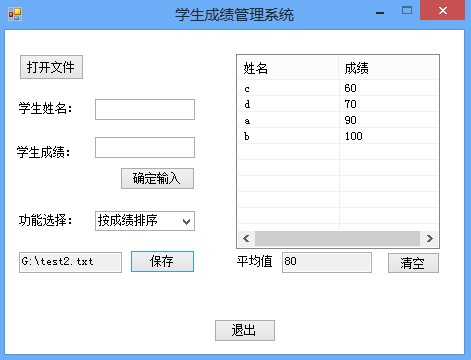 学生成绩管理系统
打开文件
学生姓名：
学生成绩：
确定输入
功能选择： 按成绩排序
G:\test2.txt 保存
姓名 成绩
c 60
d 70
a 90
b 100
平均值 80 清空
退出